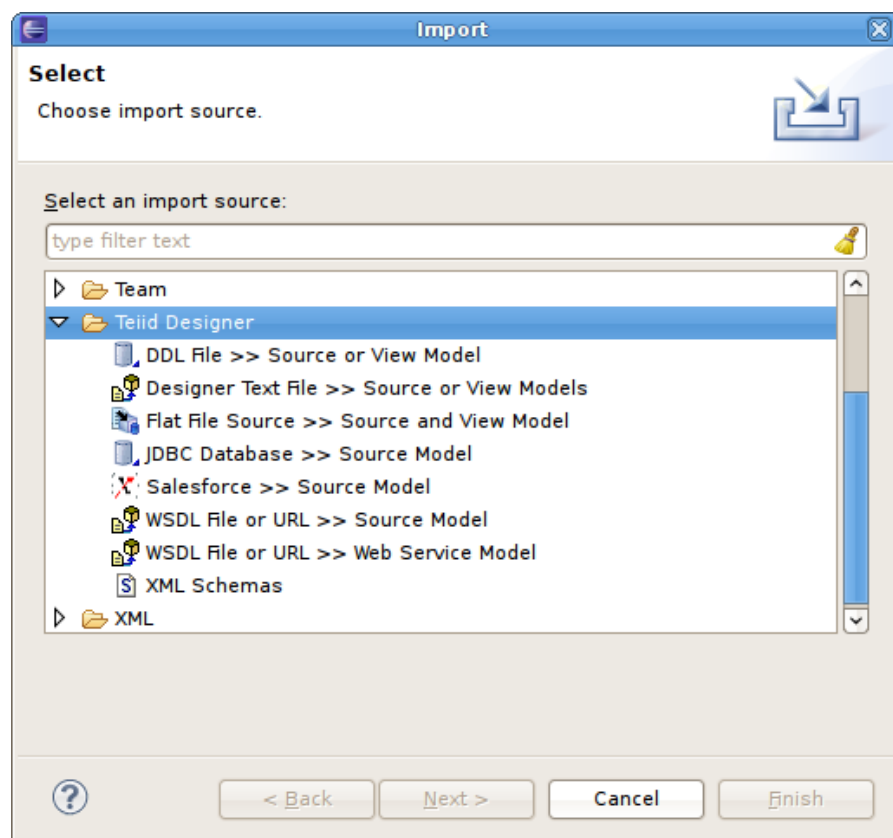 Import
Select
Choose import source.
Select an import source:
type filter text
Team
Teiid Designer
DDL File >> Source or View Model
Designer Text File >> Source or View Models
Flat File Source >> Source and View Model
JDBC Database >> Source Model
Salesforce >> Source Model
WSDL File or URL >> Source Model
WSDL File or URL >> Web Service Model
XML Schemas
XML
< Back Next > Cancel Finish